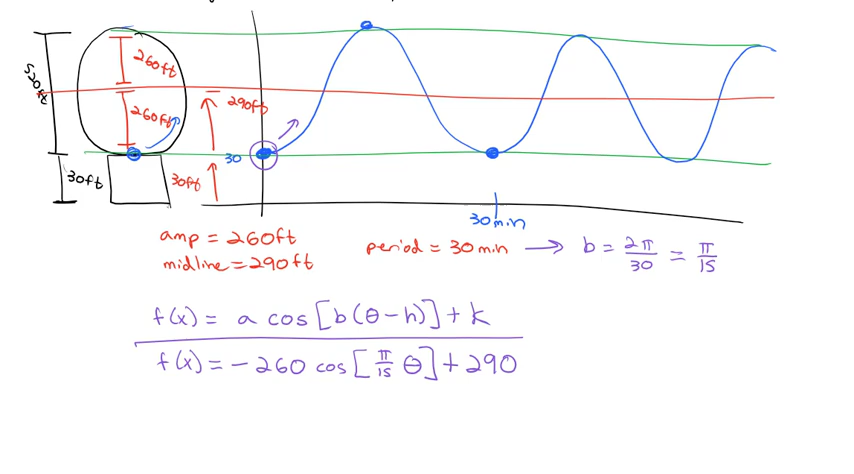 260ft
520ft
290ft
260ft
30
30ft
30ft
30min
amp = 260ft
midline = 290ft
period = 30 min → b = 2π/30 = π/15
f(x) = a cos [b(θ-h)] + k
f(x) = -260 cos [π/15 θ] + 290